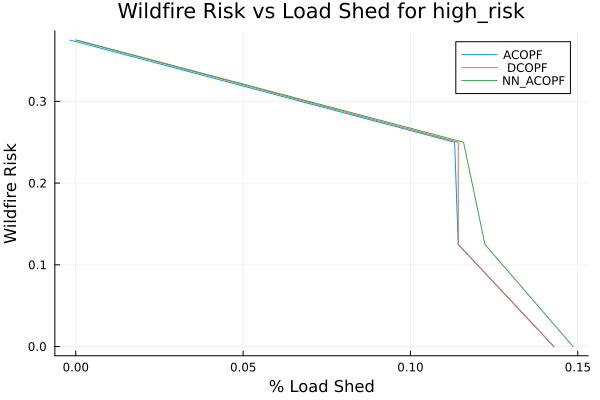 Wildfire Risk vs Load Shed for high_risk
ACOPF
DCOPF
NN_ACOPF
Wildfire Risk
0.3
0.2
0.1
0.0
0.00
0.05
0.10
0.15
% Load Shed